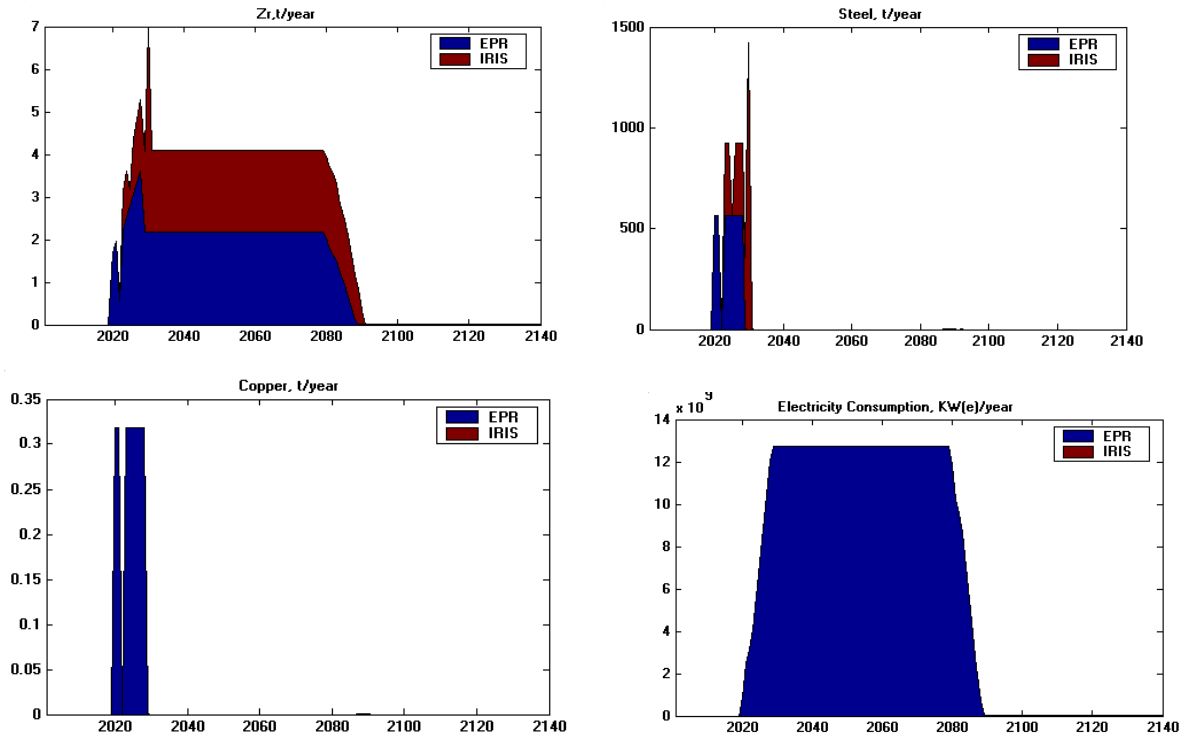 Zr,t/year
7
6
5
4
3
2
1
0
EPR
IRIS
2020 2040 2060 2080 2100 2120 2140
Steel, t/year
1500
1000
500
0
EPR
IRIS
2020 2040 2060 2080 2100 2120 2140
Copper, t/year
0.35
0.3
0.25
0.2
0.15
0.1
0.05
0
EPR
IRIS
2020 2040 2060 2080 2100 2120 2140
Electricity Consumption, KW(e)/year
x 10^9
14
12
10
8
6
4
2
0
EPR
IRIS
2020 2040 2060 2080 2100 2120 2140